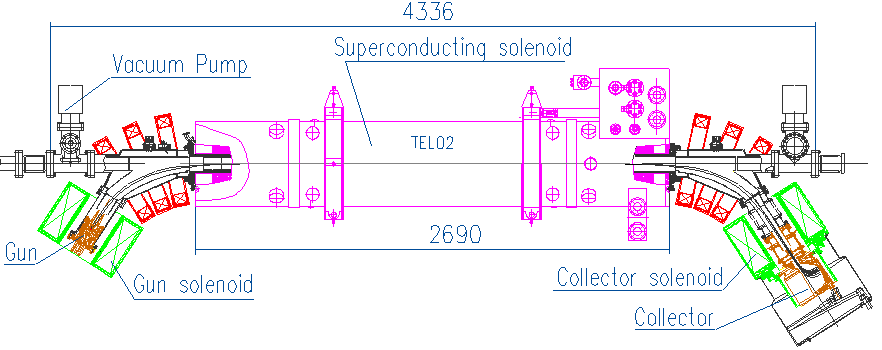 4336
Superconducting solenoid
Vacuum Pump
TEL02
2690
Gun
Gun solenoid
Collector solenoid
Collector